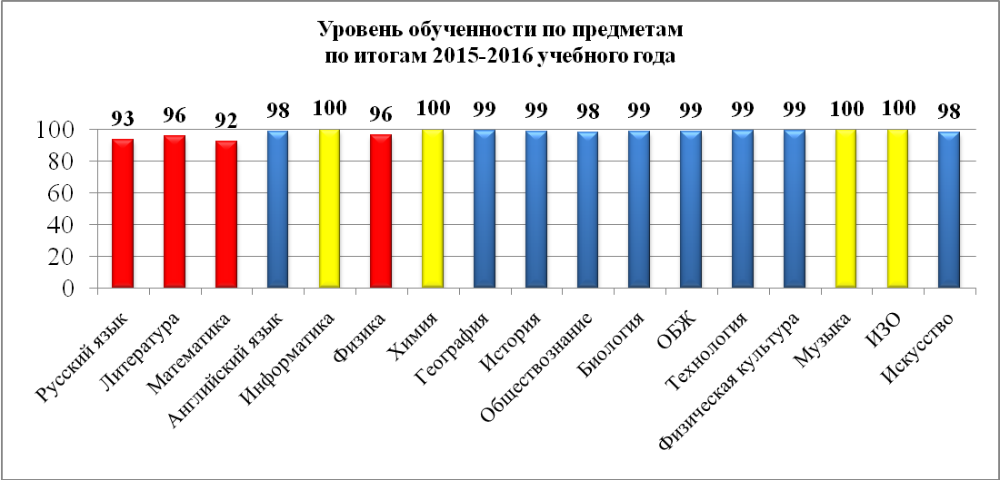 Уровень обученности по предметам
по итогам 2015-2016 учебного года
93 96 92 98 100 96 100 99 99 98 99 99 99 99 100 100 98
100
80
60
40
20
0
Русский язык
Литература
Математика
Английский язык
Информатика
Физика
Химия
География
История
Обществознание
Биология
ОБЖ
Технология
Физическая культура
Музыка
ИЗО
Искусство